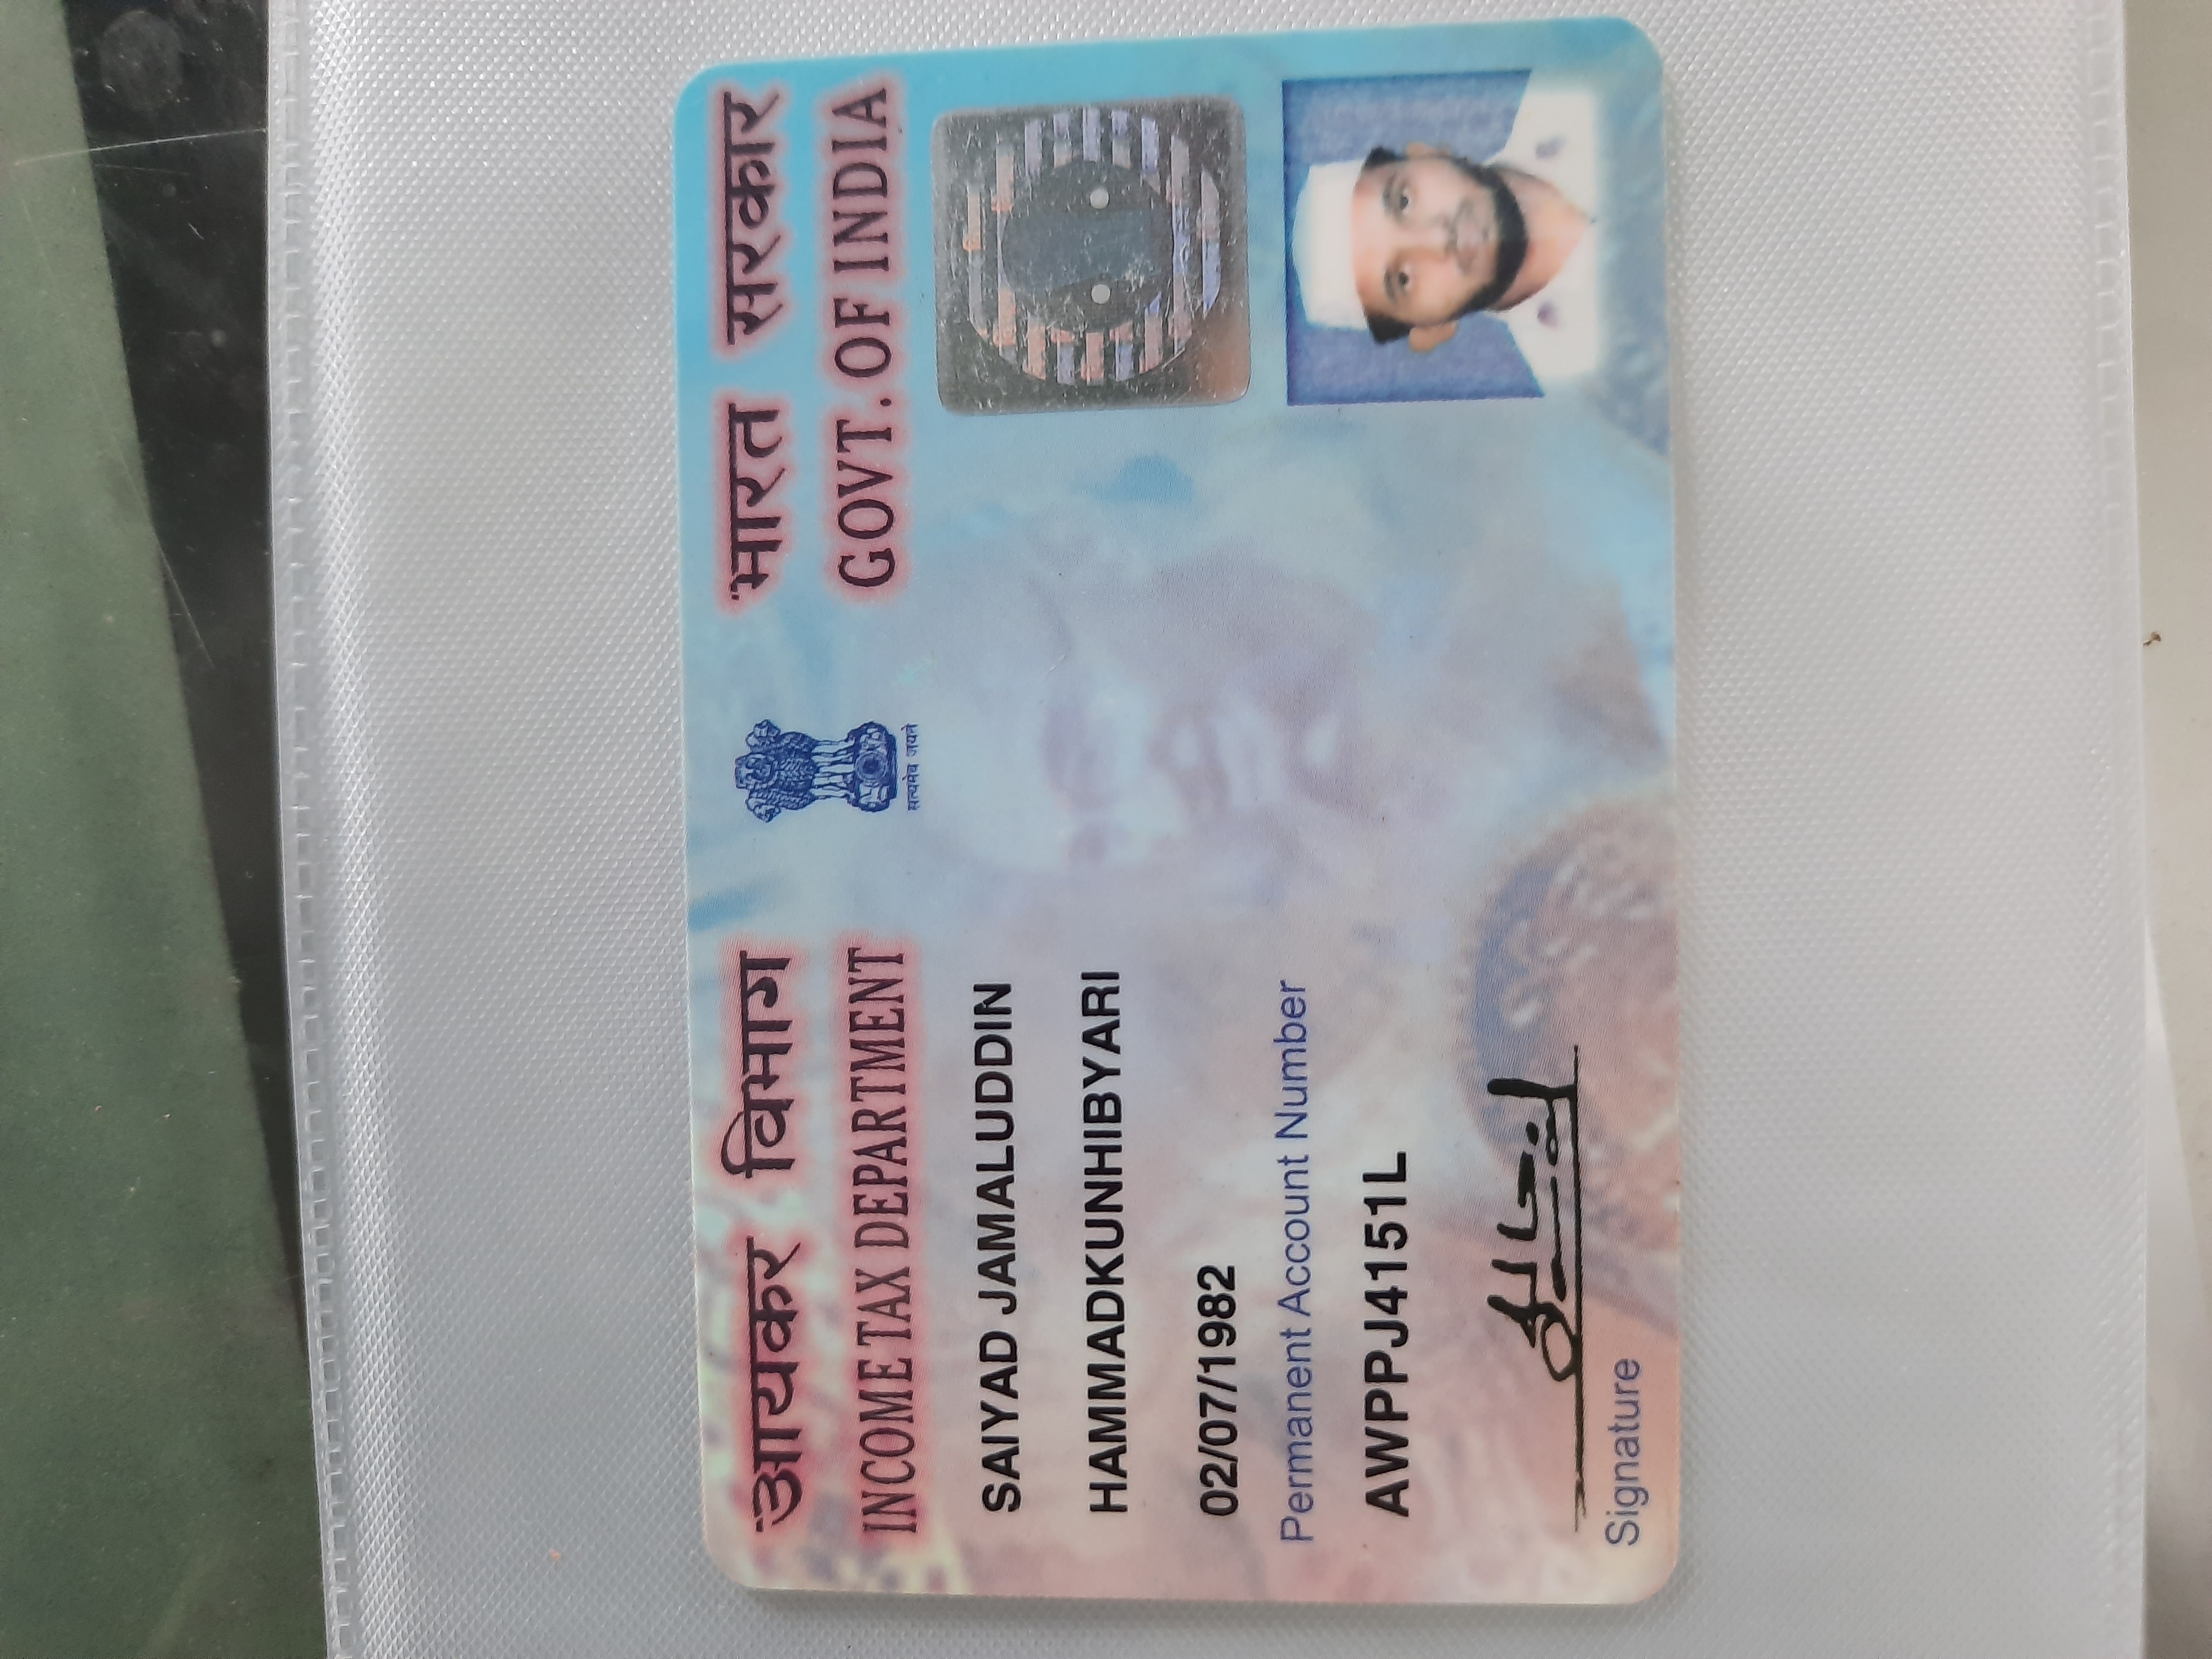 आयकर विभाग
भारत सरकार
INCOME TAX DEPARTMENT
GOVT. OF INDIA
सत्यमेव जयते
SAIYAD JAMALUDDIN
HAMMADKUNHIBYARI
02/07/1982
Permanent Account Number
AWPPJ4151L
Signature